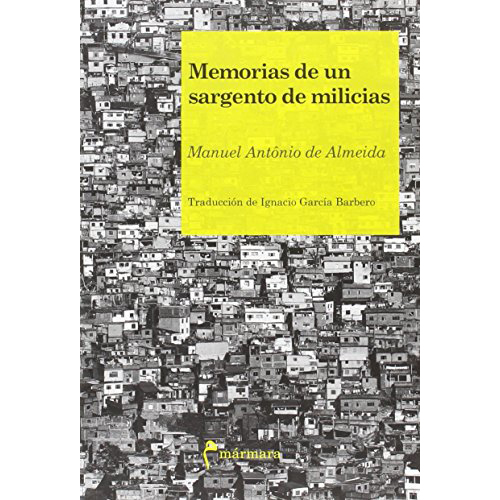 Memorias de un
sargento de milicias
Manuel Antônio de Almeida
Traducción de Ignacio García Barbero
mármara